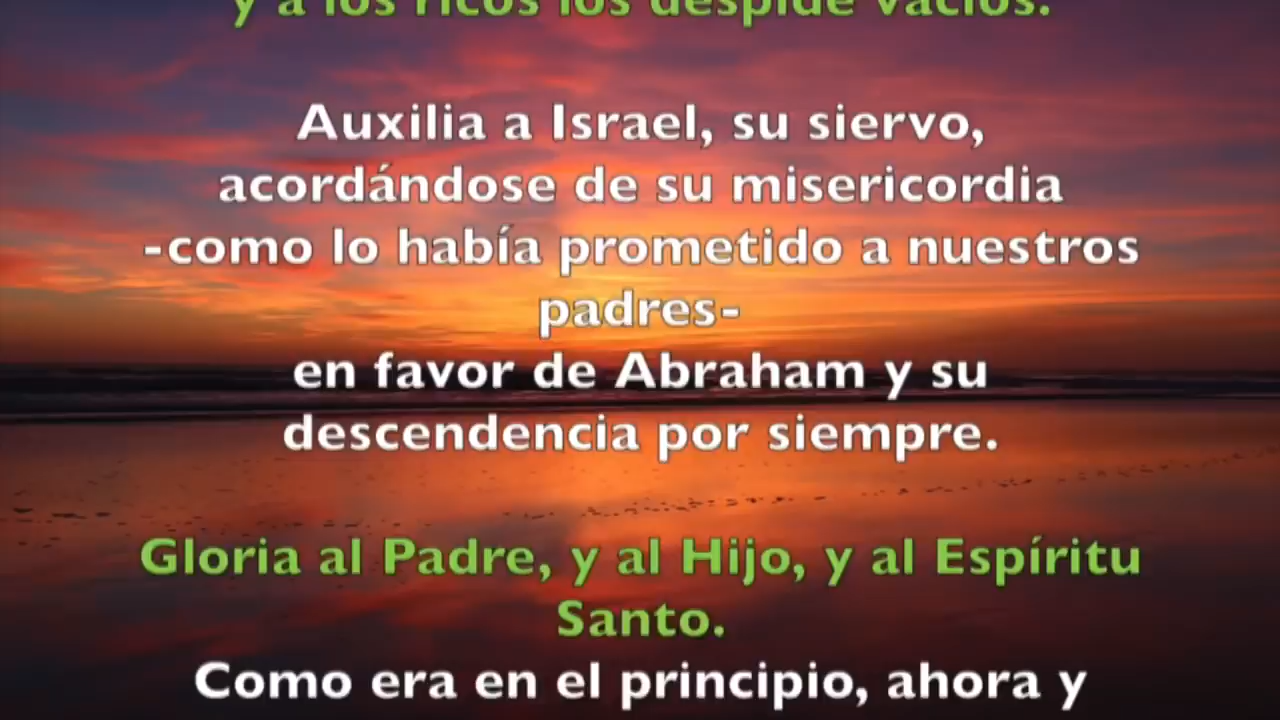 y a los ricos los despide vacíos.
Auxilia a Israel, su siervo,
acordándose de su misericordia
-como lo había prometido a nuestros
padres-
en favor de Abraham y su
descendencia por siempre.
Gloria al Padre, y al Hijo, y al Espíritu
Santo.
Como era en el principio, ahora y